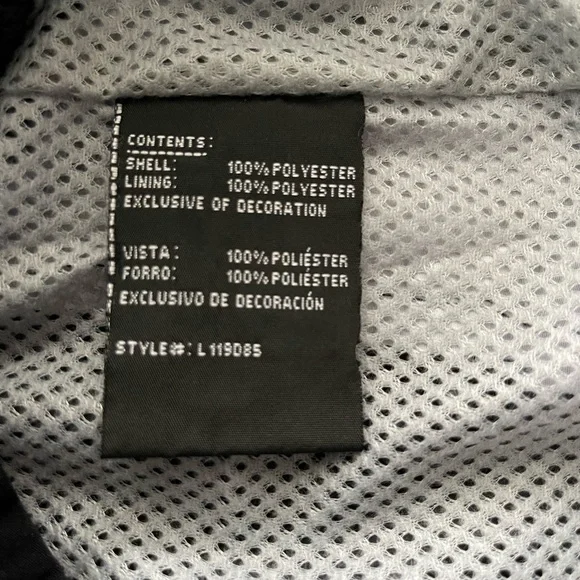 CONTENTS:
SHELL: 100% POLYESTER
LINING: 100% POLYESTER
EXCLUSIVE OF DECORATION
VISTA: 100% POLIÉSTER
FORRO: 100% POLIÉSTER
EXCLUSIVO DE DECORACIÓN
STYLE#: L119D85